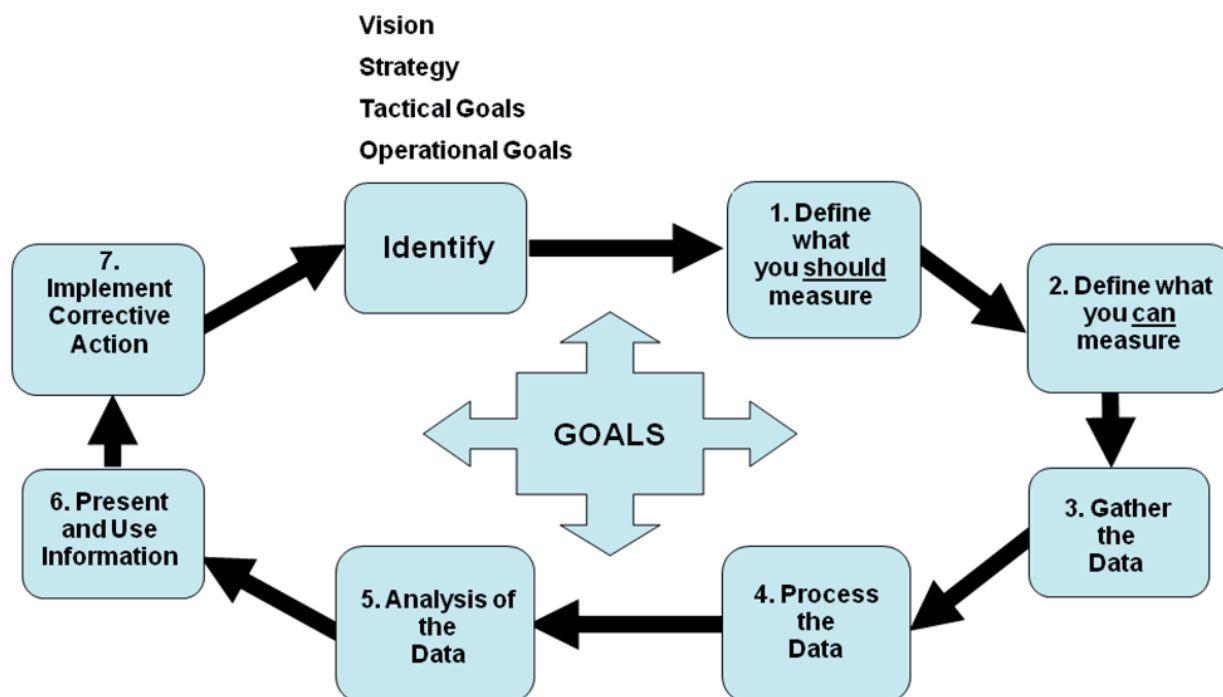 Vision
Strategy
Tactical Goals
Operational Goals
Identify
1. Define
what
you should
measure
2. Define what
you can
measure
3. Gather
the
Data
4. Process
the
Data
5. Analysis of
the
Data
6. Present
and Use
Information
7.
Implement
Corrective
Action
GOALS